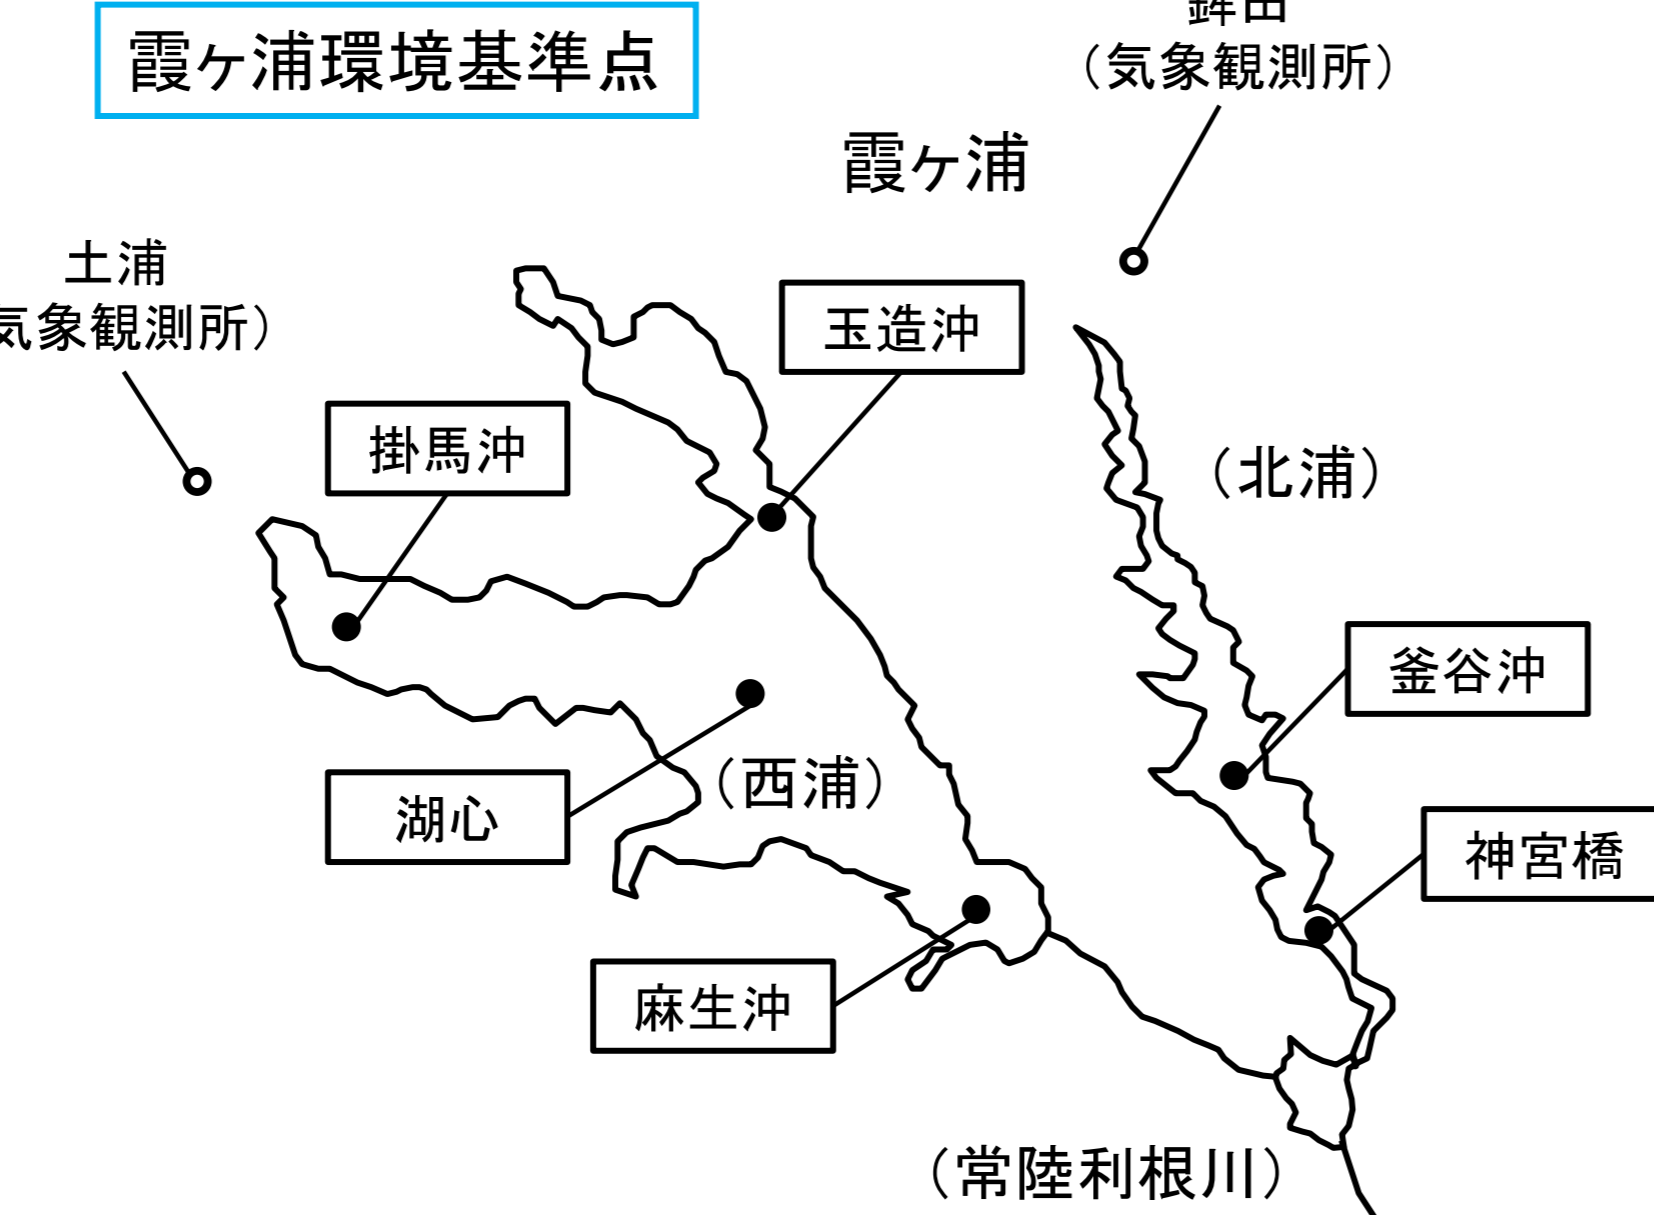 霞ヶ浦環境基準点
鉾田
（気象観測所）
霞ヶ浦
土浦
気象観測所）
玉造沖
掛馬沖
（北浦）
釜谷沖
（西浦）
湖心
神宮橋
麻生沖
（常陸利根川）